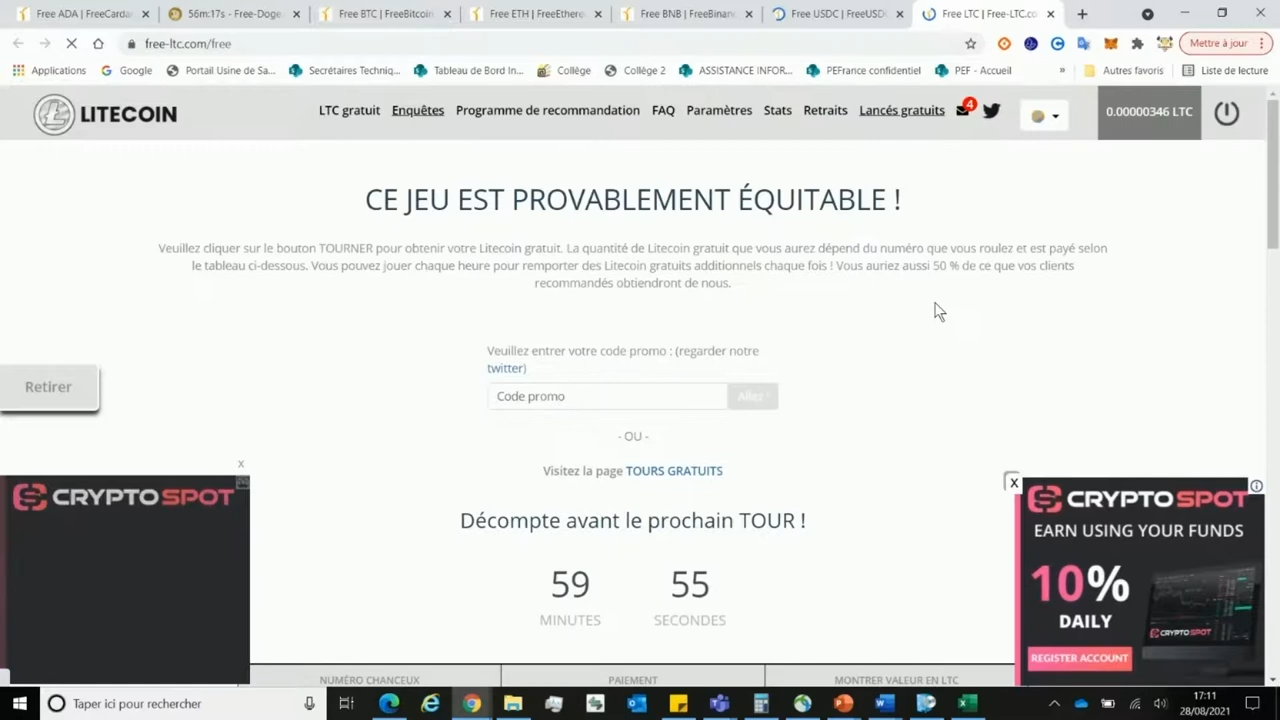 Free ADA | FreeCardan
56m:17s - Free-Doge.
Free BTC | FreeBitcoin
Free ETH | FreeEthere
Free BNB | FreeBinanc
Free USDC | FreeUSD
Free LTC | Free-LTC.co
free-ltc.com/free
Mettre à jour
Applications
Google
Portail Usine de Sa...
Secrétaires Techniq...
Tableau de Bord In...
Collège
Collège 2
ASSISTANCE INFOR...
PEFrance confidentiel
PEF - Accueil
»
Autres favoris
Liste de lecture
LITECOIN
LTC gratuit
Enquêtes
Programme de recommandation
FAQ
Paramètres
Stats
Retraits
Lancés gratuits
4
0.00000346 LTC
CE JEU EST PROVABLEMENT ÉQUITABLE !
Veuillez cliquer sur le bouton TOURNER pour obtenir votre Litecoin gratuit. La quantité de Litecoin gratuit que vous aurez dépend du numéro que vous roulez et est payé selon
le tableau ci-dessous. Vous pouvez jouer chaque heure pour remporter des Litecoin gratuits additionnels chaque fois ! Vous auriez aussi 50 % de ce que vos clients
recommandés obtiendront de nous.
Veuillez entrer votre code promo : (regarder notre
twitter)
Code promo
Allez !
- OU -
Visitez la page TOURS GRATUITS
Décompte avant le prochain TOUR !
59
55
MINUTES
SECONDES
NUMÉRO CHANCEUX
PAIEMENT
MONTRER VALEUR EN LTC
Retirer
x
CRYPTOSPOT
X
CRYPTOSPOT
EARN USING YOUR FUNDS
10%
DAILY
CRYPTOSPOT
REGISTER ACCOUNT
Taper ici pour rechercher
17:11
28/08/2021